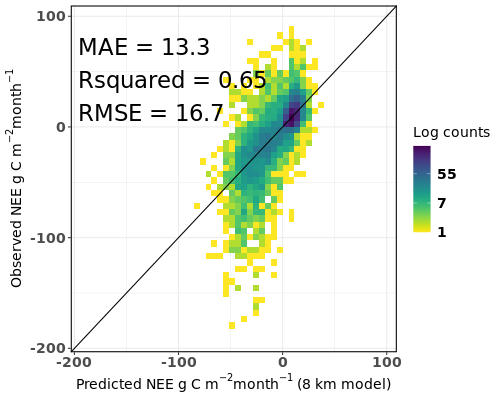 MAE = 13.3
Rsquared = 0.65
RMSE = 16.7
100
0
-100
-200
-200 -100 0 100
Observed NEE g C m⁻²month⁻¹
Predicted NEE g C m⁻²month⁻¹ (8 km model)
Log counts
55
7
1